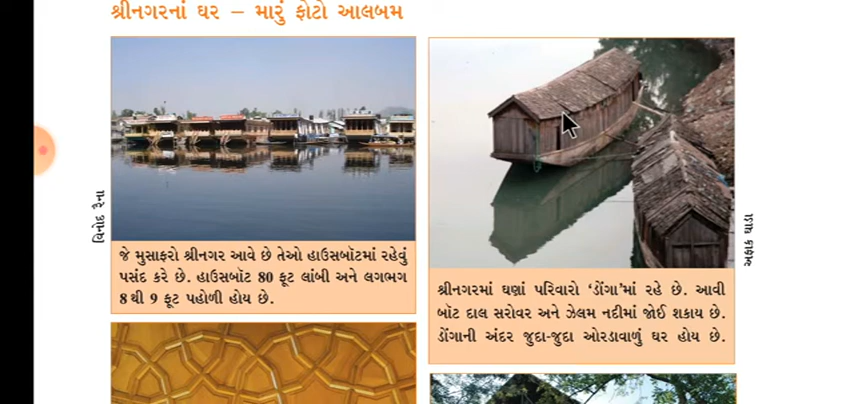 શ્રીનગરનાં ઘર – મારું ફોટો આલબમ
વિનોદ રૈના
જે મુસાફરો શ્રીનગર આવે છે તેઓ હાઉસબૉટમાં રહેવું
પસંદ કરે છે. હાઉસબૉટ 80 ફૂટ લાંબી અને લગભગ
8 થી 9 ફૂટ પહોળી હોય છે.
અફાક ઘાડા
શ્રીનગરમાં ઘણાં પરિવારો ‘ડોંગા’માં રહે છે. આવી
બૉટ દાલ સરોવર અને ઝેલમ નદીમાં જોઈ શકાય છે.
ડોંગાની અંદર જુદા-જુદા ઓરડાવાળું ઘર હોય છે.